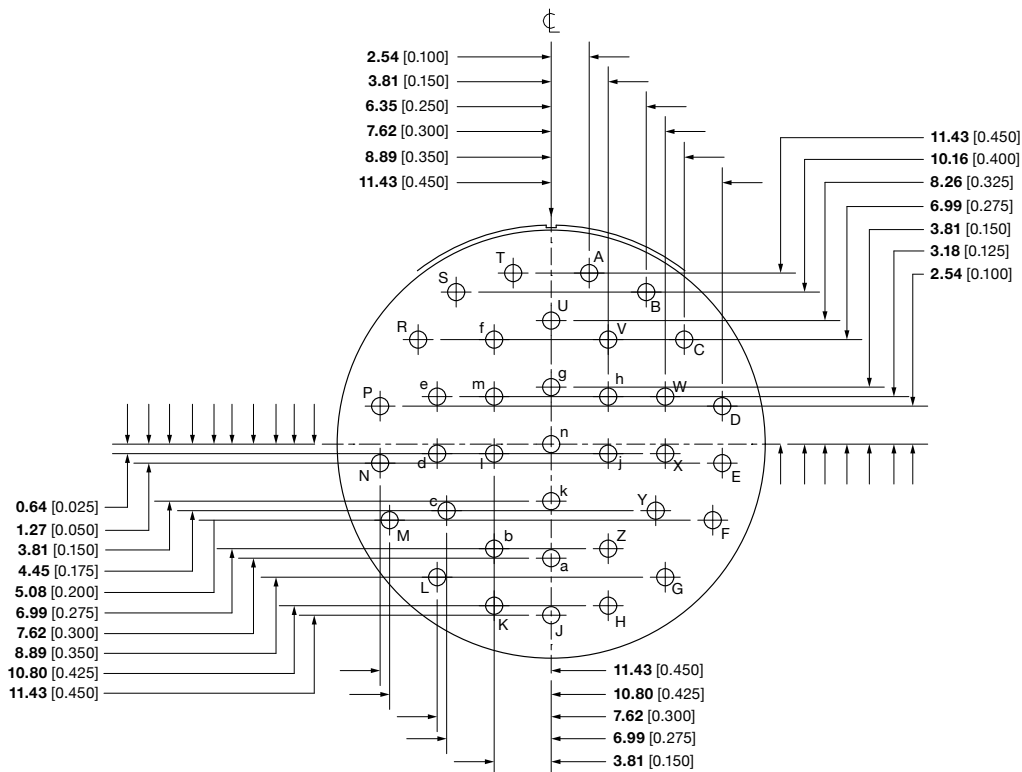 ℄
2.54 [0.100]
3.81 [0.150]
6.35 [0.250]
7.62 [0.300]
8.89 [0.350]
11.43 [0.450]
11.43 [0.450]
10.16 [0.400]
8.26 [0.325]
6.99 [0.275]
3.81 [0.150]
3.18 [0.125]
2.54 [0.100]
T A
S B
U
R f V C
g
e m h W
P D
n
d l j X
N E
k
c Y
M F
b Z
a
L G
K H
J
0.64 [0.025]
1.27 [0.050]
3.81 [0.150]
4.45 [0.175]
5.08 [0.200]
6.99 [0.275]
7.62 [0.300]
8.89 [0.350]
10.80 [0.425]
11.43 [0.450]
11.43 [0.450]
10.80 [0.425]
7.62 [0.300]
6.99 [0.275]
3.81 [0.150]